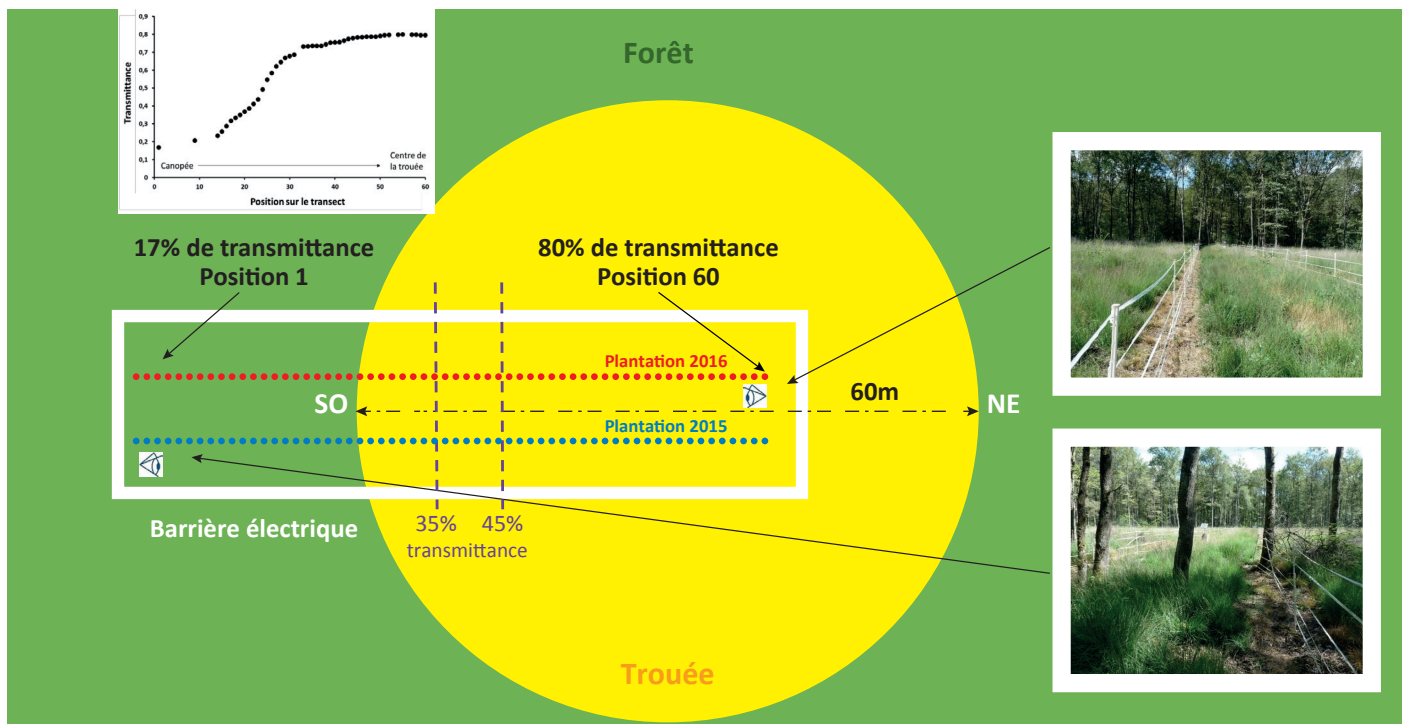 0,9
0,8
0,7
0,6
0,5
0,4
0,3
0,2
0,1
0
Transmittance
Canopée
Centre de
la trouée
0 10 20 30 40 50 60
Position sur le transect
Forêt
17% de transmittance
Position 1
80% de transmittance
Position 60
Plantation 2016
SO
60m
NE
Plantation 2015
Barrière électrique
35% 45%
transmittance
Trouée